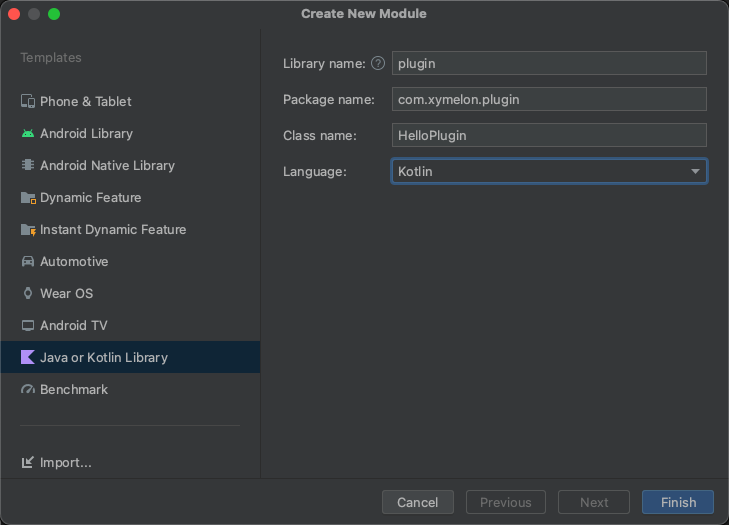 Create New Module
Templates
Phone & Tablet
Android Library
Android Native Library
Dynamic Feature
Instant Dynamic Feature
Automotive
Wear OS
Android TV
Java or Kotlin Library
Benchmark
Import...
Library name: ? plugin
Package name: com.xymelon.plugin
Class name: HelloPlugin
Language: Kotlin
Cancel Previous Next Finish